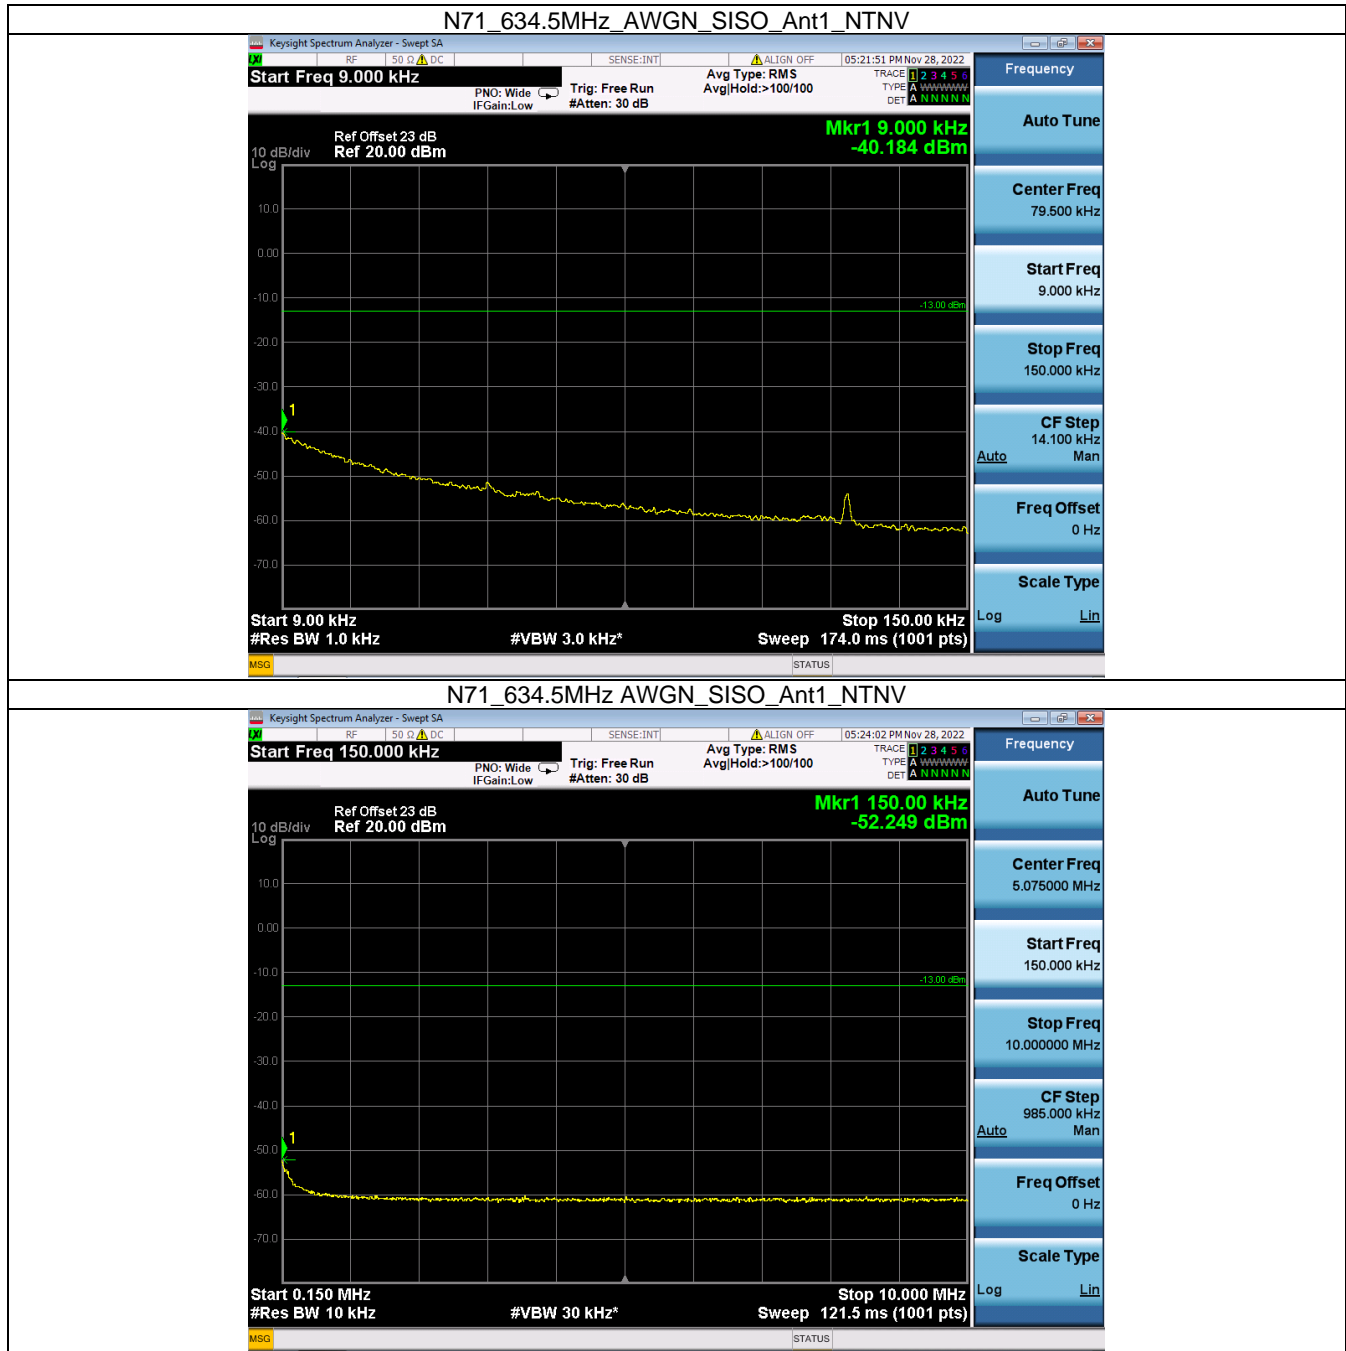 N71_634.5MHz_AWGN_SISO_Ant1_NTNV
Keysight Spectrum Analyzer - Swept SA
LXI RF 50 Ω DC SENSE:INT ALIGN OFF 05:21:51 PM Nov 28, 2022
Start Freq 9.000 kHz
PNO: Wide
IFGain:Low
Trig: Free Run
#Atten: 30 dB
Avg Type: RMS
Avg|Hold:>100/100
TRACE 1 2 3 4 5 6
TYPE A WWWWW
DET A N N N N N
Mkr1 9.000 kHz
-40.184 dBm
Ref Offset 23 dB
10 dB/div Ref 20.00 dBm
Log
10.0
0.00
-10.0
-13.00 dBm
-20.0
-30.0
1
-40.0
-50.0
-60.0
-70.0
Start 9.00 kHz Stop 150.00 kHz
#Res BW 1.0 kHz #VBW 3.0 kHz* Sweep 174.0 ms (1001 pts)
MSG STATUS
Frequency
Auto Tune
Center Freq
79.500 kHz
Start Freq
9.000 kHz
Stop Freq
150.000 kHz
CF Step
14.100 kHz
Auto Man
Freq Offset
0 Hz
Scale Type
Log Lin
N71_634.5MHz AWGN_SISO_Ant1_NTNV
Keysight Spectrum Analyzer - Swept SA
LXI RF 50 Ω DC SENSE:INT ALIGN OFF 05:24:02 PM Nov 28, 2022
Start Freq 150.000 kHz
PNO: Wide
IFGain:Low
Trig: Free Run
#Atten: 30 dB
Avg Type: RMS
Avg|Hold:>100/100
TRACE 1 2 3 4 5 6
TYPE A WWWWW
DET A N N N N N
Mkr1 150.00 kHz
-52.249 dBm
Ref Offset 23 dB
10 dB/div Ref 20.00 dBm
Log
10.0
0.00
-10.0
-13.00 dBm
-20.0
-30.0
-40.0
1
-50.0
-60.0
-70.0
Start 0.150 MHz Stop 10.000 MHz
#Res BW 10 kHz #VBW 30 kHz* Sweep 121.5 ms (1001 pts)
MSG STATUS
Frequency
Auto Tune
Center Freq
5.075000 MHz
Start Freq
150.000 kHz
Stop Freq
10.000000 MHz
CF Step
985.000 kHz
Auto Man
Freq Offset
0 Hz
Scale Type
Log Lin